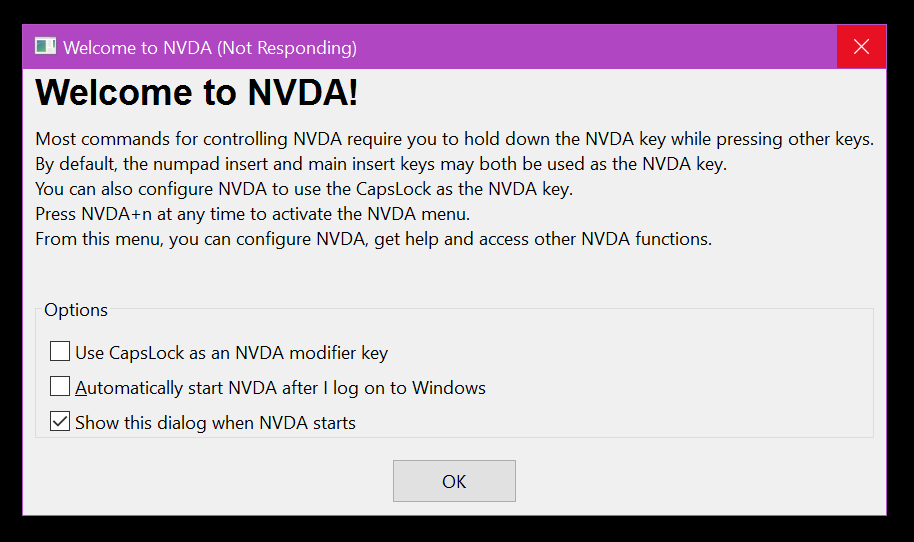 Welcome to NVDA (Not Responding)
Welcome to NVDA!
Most commands for controlling NVDA require you to hold down the NVDA key while pressing other keys.
By default, the numpad insert and main insert keys may both be used as the NVDA key.
You can also configure NVDA to use the CapsLock as the NVDA key.
Press NVDA+n at any time to activate the NVDA menu.
From this menu, you can configure NVDA, get help and access other NVDA functions.
Options
Use CapsLock as an NVDA modifier key
Automatically start NVDA after I log on to Windows
Show this dialog when NVDA starts
OK